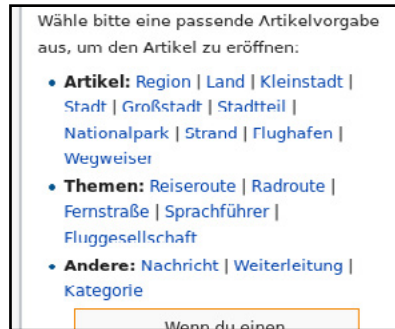 Wähle bitte eine passende Artikelvorgabe
aus, um den Artikel zu eröffnen:
• Artikel: Region | Land | Kleinstadt |
Stadt | Großstadt | Stadtteil |
Nationalpark | Strand | Flughafen |
Wegweiser
• Themen: Reiseroute | Radroute |
Fernstraße | Sprachführer |
Fluggesellschaft
• Andere: Nachricht | Weiterleitung |
Kategorie
Wenn du einen